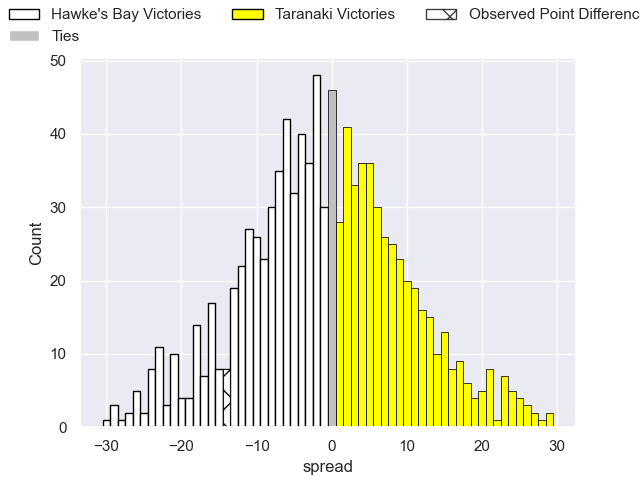 Hawke's Bay Victories Taranaki Victories Observed Point Differenc
Ties
50
40
30
20
10
0
Count
−30 −20 −10 0 10 20 30
spread